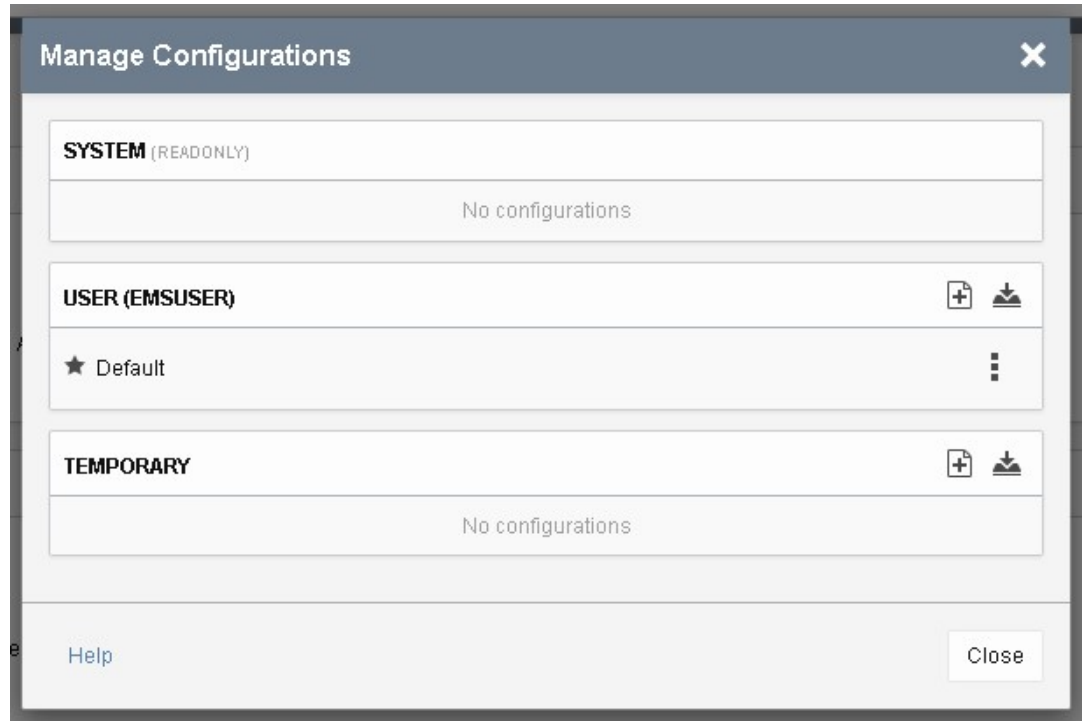 Manage Configurations
SYSTEM (READONLY)
No configurations
USER (EMSUSER)
Default
TEMPORARY
No configurations
Help
Close